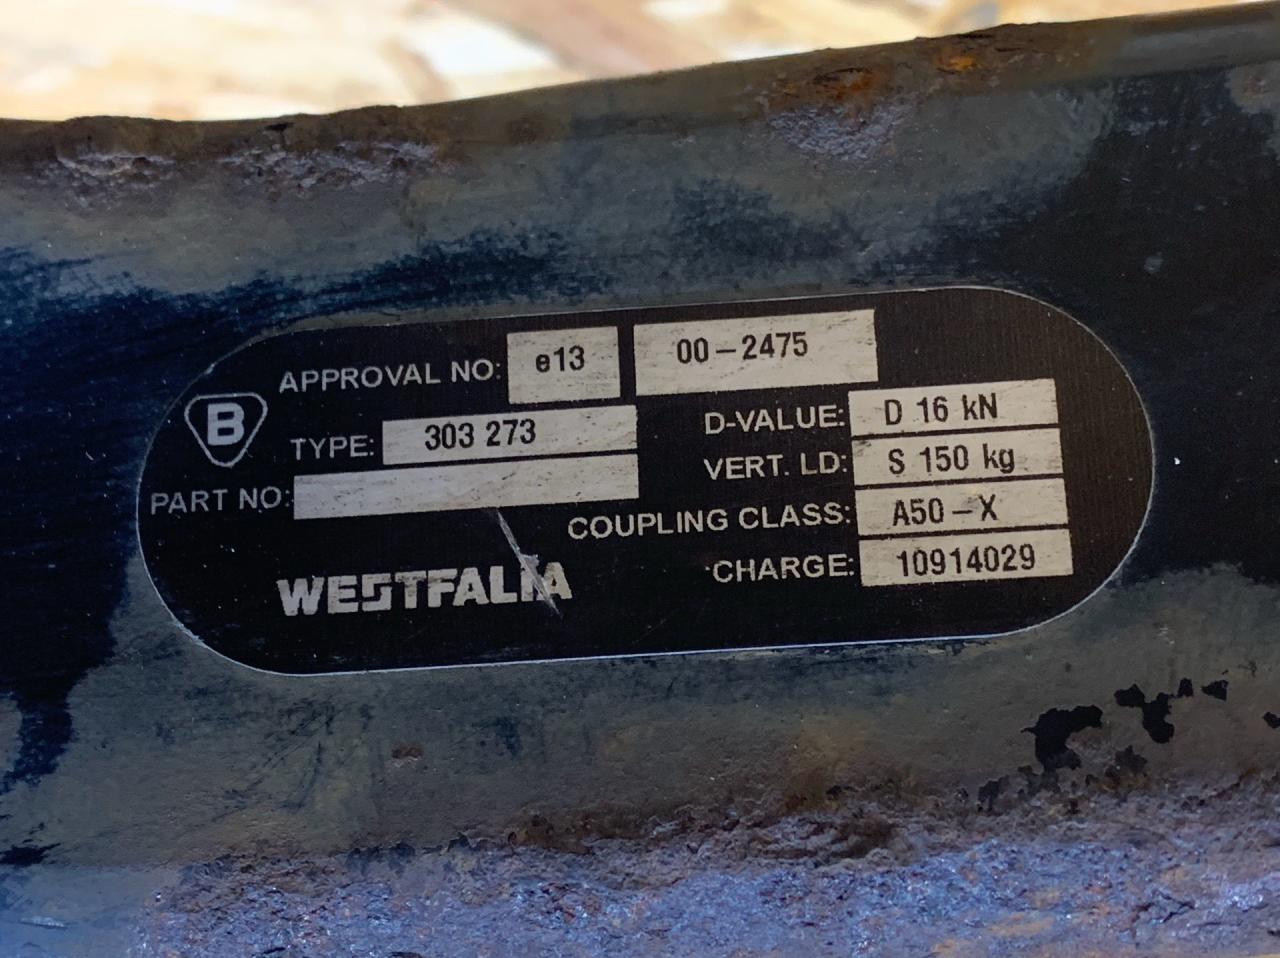 APPROVAL NO: e13 00-2475
B
TYPE: 303 273
D-VALUE: D 16 kN
PART NO:
VERT. LD: S 150 kg
COUPLING CLASS: A50-X
WESTFALIA
CHARGE: 10914029